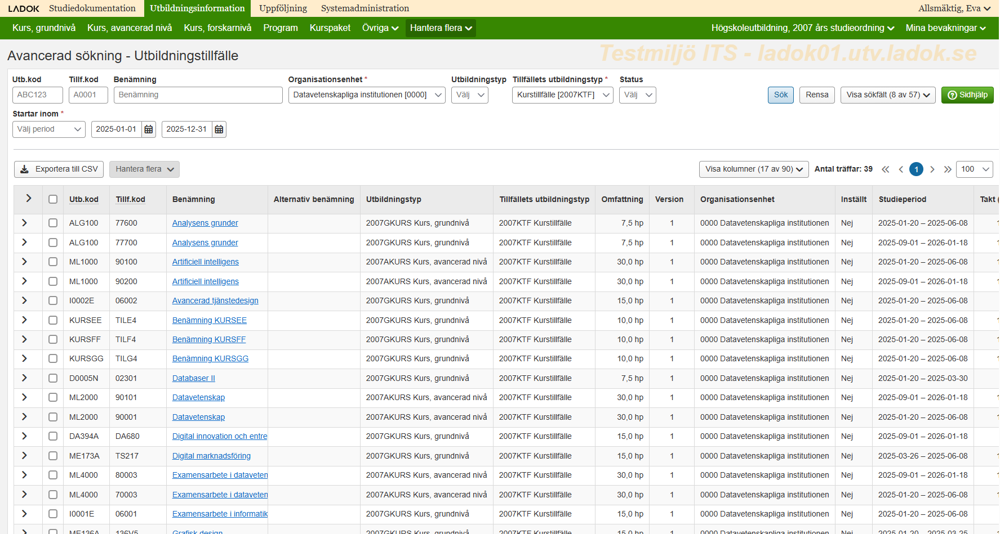 LADOK Studiedokumentation Utbildningsinformation Uppföljning Systemadministration Allsmäktig, Eva
Kurs, grundnivå Kurs, avancerad nivå Kurs, forskarnivå Program Kurspaket Övriga Hantera flera Högskoleutbildning, 2007 års studieordning Mina bevakningar
Testmiljö ITS - ladok01.utv.ladok.se
Avancerad sökning - Utbildningstillfälle
Utb.kod Tillf.kod Benämning Organisationsenhet * Utbildningstyp Tillfällets utbildningstyp * Status
ABC123 A0001 Benämning Datavetenskapliga institutionen [0000] Välj Kurstillfälle [2007KTF] Välj Sök Rensa Visa sökfält (8 av 57) Sidhjälp
Startar inom *
Välj period 2025-01-01 2025-12-31
Exportera till CSV Hantera flera Visa kolumner (17 av 90) Antal träffar: 39 1 100
Utb.kod Tillf.kod Benämning Alternativ benämning Utbildningstyp Tillfällets utbildningstyp Omfattning Version Organisationsenhet Inställt Studieperiod Takt (
ALG100 77600 Analysens grunder 2007GKURS Kurs, grundnivå 2007KTF Kurstillfälle 7,5 hp 1 0000 Datavetenskapliga institutionen Nej 2025-01-20 – 2025-06-08
ALG100 77700 Analysens grunder 2007GKURS Kurs, grundnivå 2007KTF Kurstillfälle 7,5 hp 1 0000 Datavetenskapliga institutionen Nej 2025-09-01 – 2026-01-18
ML1000 90100 Artificiell intelligens 2007AKURS Kurs, avancerad nivå 2007KTF Kurstillfälle 30,0 hp 1 0000 Datavetenskapliga institutionen Nej 2025-01-20 – 2025-06-08
ML1000 90200 Artificiell intelligens 2007AKURS Kurs, avancerad nivå 2007KTF Kurstillfälle 30,0 hp 1 0000 Datavetenskapliga institutionen Nej 2025-09-01 – 2026-01-18
I0002E 06002 Avancerad tjänstedesign 2007GKURS Kurs, grundnivå 2007KTF Kurstillfälle 15,0 hp 1 0000 Datavetenskapliga institutionen Nej 2025-01-20 – 2025-06-08
KURSEE TILE4 Benämning KURSEE 2007GKURS Kurs, grundnivå 2007KTF Kurstillfälle 10,0 hp 1 0000 Datavetenskapliga institutionen Nej 2025-01-20 – 2025-06-08
KURSFF TILF4 Benämning KURSFF 2007GKURS Kurs, grundnivå 2007KTF Kurstillfälle 10,0 hp 1 0000 Datavetenskapliga institutionen Nej 2025-01-20 – 2025-06-08
KURSGG TILG4 Benämning KURSGG 2007GKURS Kurs, grundnivå 2007KTF Kurstillfälle 10,0 hp 1 0000 Datavetenskapliga institutionen Nej 2025-01-20 – 2025-06-08
D0005N 02301 Databaser II 2007GKURS Kurs, grundnivå 2007KTF Kurstillfälle 7,5 hp 1 0000 Datavetenskapliga institutionen Nej 2025-01-20 – 2025-03-30
ML2000 90101 Datavetenskap 2007AKURS Kurs, avancerad nivå 2007KTF Kurstillfälle 30,0 hp 1 0000 Datavetenskapliga institutionen Nej 2025-09-01 – 2026-01-18
ML2000 90001 Datavetenskap 2007AKURS Kurs, avancerad nivå 2007KTF Kurstillfälle 30,0 hp 1 0000 Datavetenskapliga institutionen Nej 2025-01-20 – 2025-06-08
DA394A DA680 Digital innovation och entre 2007GKURS Kurs, grundnivå 2007KTF Kurstillfälle 15,0 hp 1 0000 Datavetenskapliga institutionen Nej 2025-09-01 – 2026-01-18
ME173A TS217 Digital marknadsföring 2007GKURS Kurs, grundnivå 2007KTF Kurstillfälle 15,0 hp 1 0000 Datavetenskapliga institutionen Nej 2025-03-26 – 2025-06-08
ML4000 80003 Examensarbete i dataveten 2007AKURS Kurs, avancerad nivå 2007KTF Kurstillfälle 30,0 hp 1 0000 Datavetenskapliga institutionen Nej 2025-09-01 – 2026-01-18
ML4000 70003 Examensarbete i dataveten 2007AKURS Kurs, avancerad nivå 2007KTF Kurstillfälle 30,0 hp 1 0000 Datavetenskapliga institutionen Nej 2025-01-20 – 2025-06-08
I0001E 06001 Examensarbete i informatik 2007GKURS Kurs, grundnivå 2007KTF Kurstillfälle 15,0 hp 1 0000 Datavetenskapliga institutionen Nej 2025-01-20 – 2025-06-08
ME136A 136V5 Grafisk design 2007GKURS Kurs, grundnivå 2007KTF Kurstillfälle 15,0 hp 1 0000 Datavetenskapliga institutionen Nej 2025-01-20 – 2025-03-25